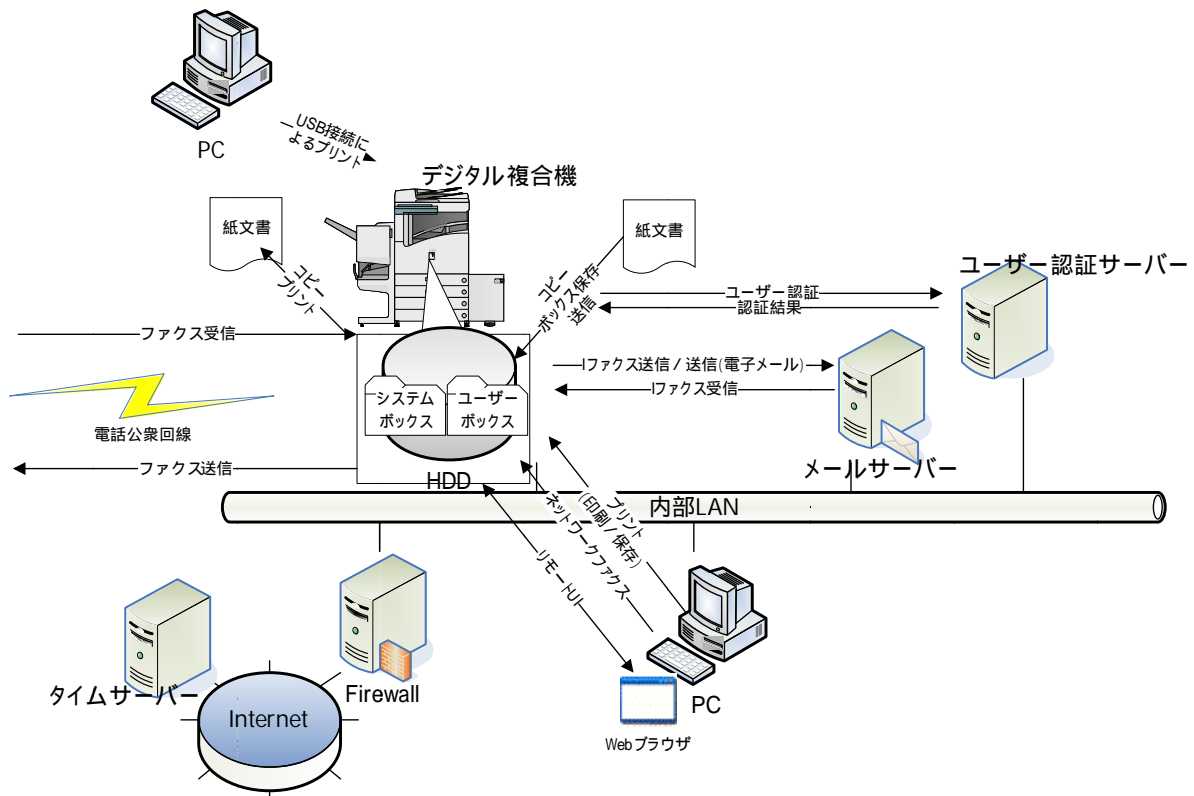 PC
USB接続に
よるプリント
デジタル複合機
紙文書
コピー
プリント
紙文書
コピー
ボックス保存
送信
ユーザー認証サーバー
ユーザー認証
認証結果
ファクス受信
Iファクス送信 / 送信(電子メール)
Iファクス受信
システム
ボックス
ユーザー
ボックス
電話公衆回線
ファクス送信
HDD
メールサーバー
内部LAN
プリント
(印刷 / 保存)
ネットワークファクス
リモートUI
タイムサーバー
Firewall
Internet
PC
Webブラウザ